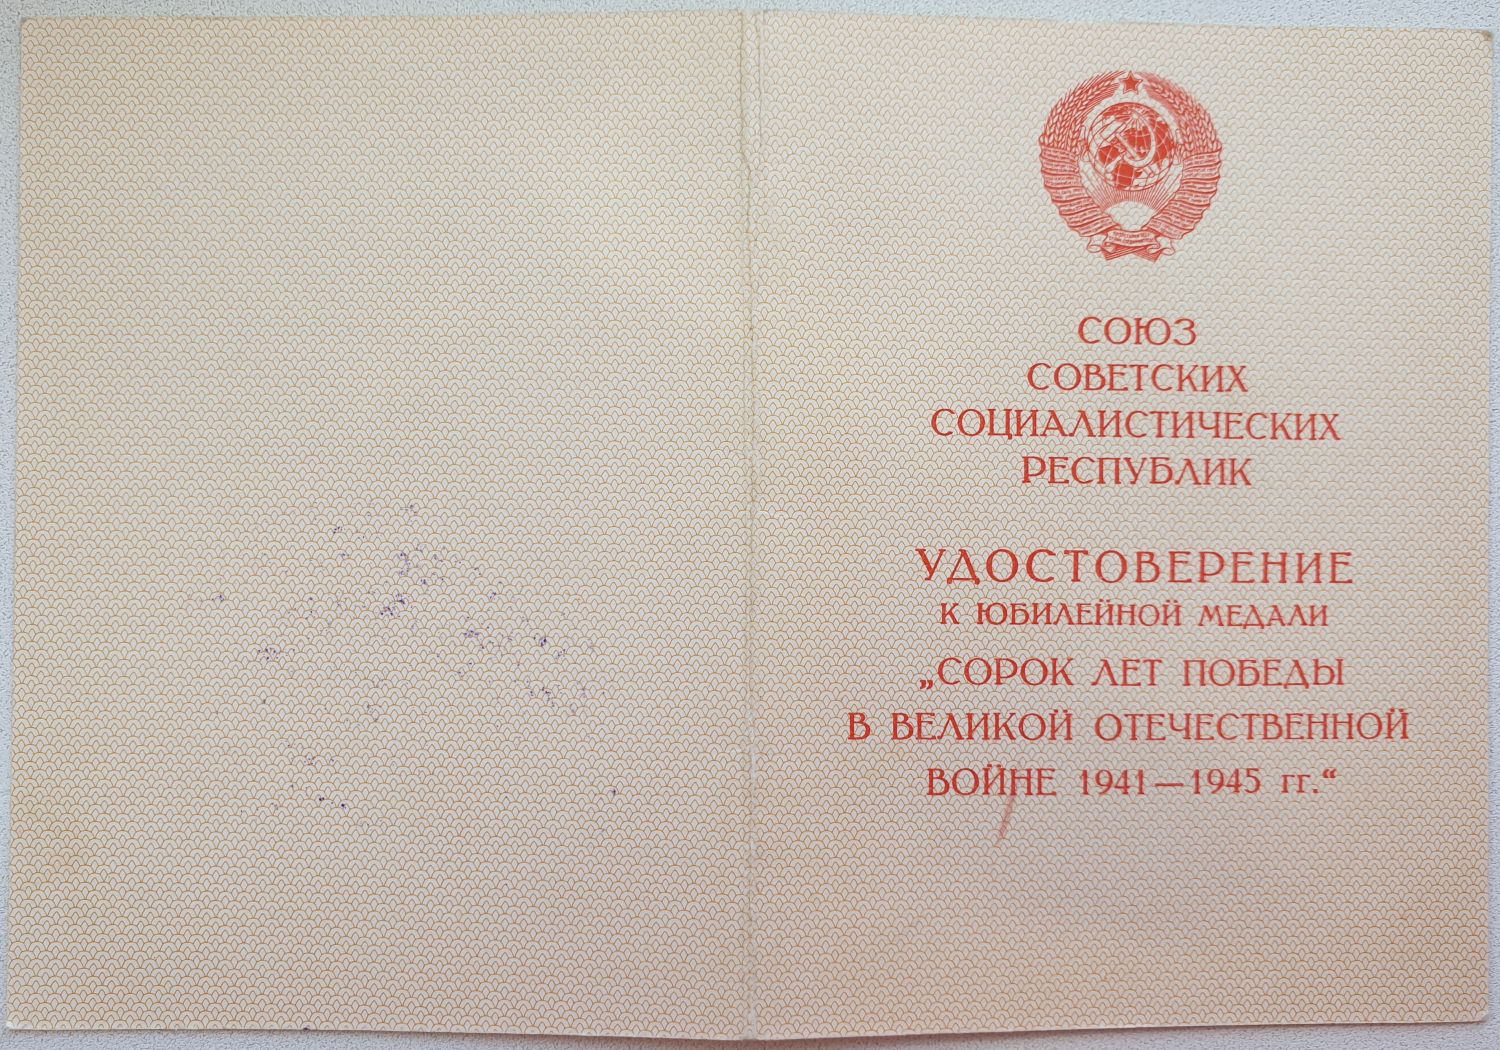 СОЮЗ
СОВЕТСКИХ
СОЦИАЛИСТИЧЕСКИХ
РЕСПУБЛИК
УДОСТОВЕРЕНИЕ
К ЮБИЛЕЙНОЙ МЕДАЛИ
„СОРОК ЛЕТ ПОБЕДЫ
В ВЕЛИКОЙ ОТЕЧЕСТВЕННОЙ
ВОЙНЕ 1941—1945 гг.“